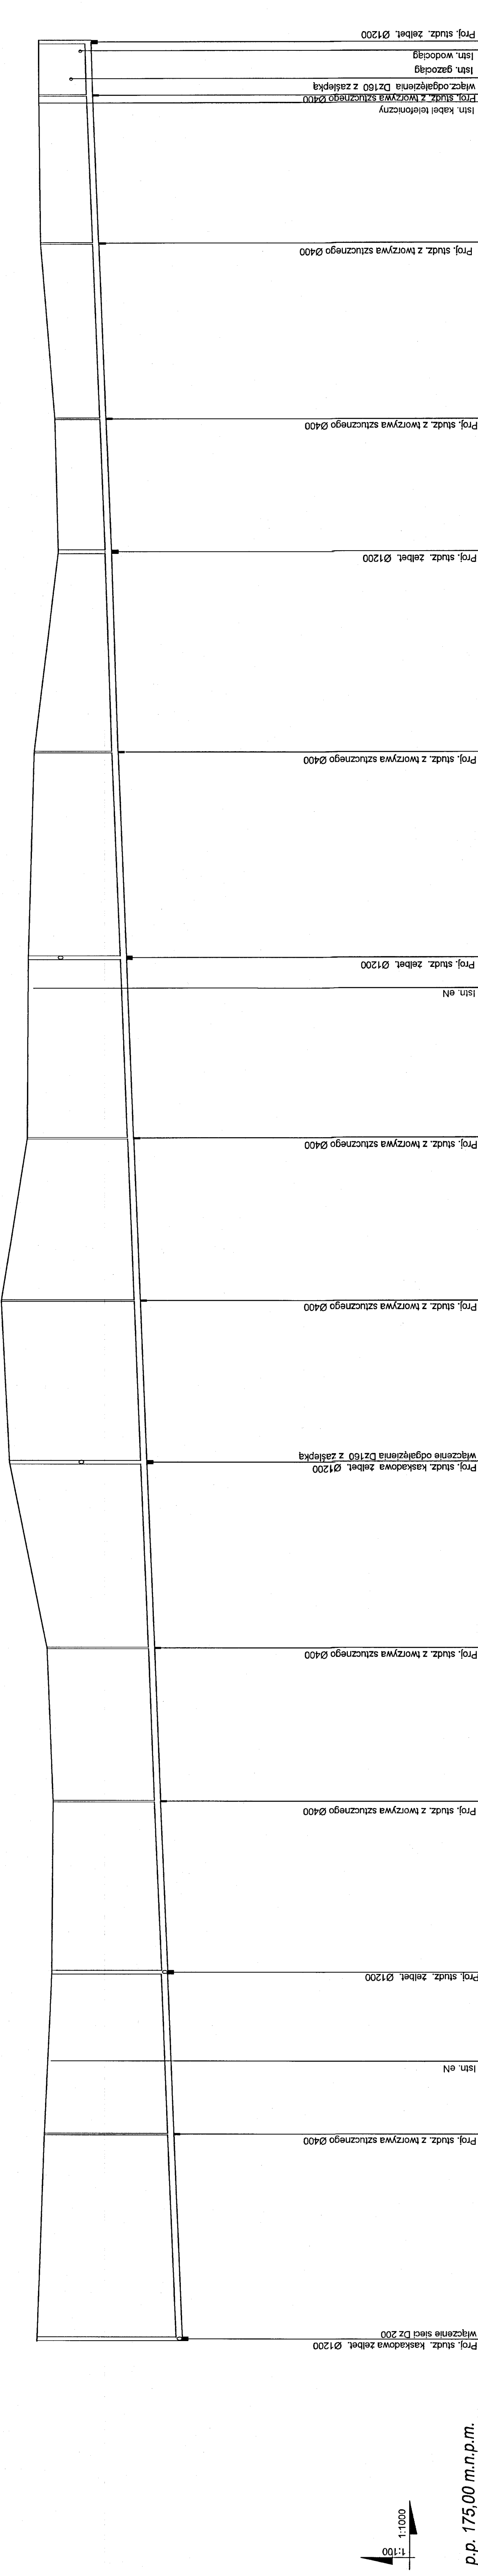 Proj. studz. żelbet. Ø1200
Istn. wodociąg
Istn. gazociąg
włącz.odgałęzienia Dz160 z zaślepką
Proj. studz. z tworzywa sztucznego Ø400
Istn. kabel telefoniczny
Proj. studz. z tworzywa sztucznego Ø400
Proj. studz. z tworzywa sztucznego Ø400
Proj. studz. żelbet. Ø1200
Proj. studz. z tworzywa sztucznego Ø400
Proj. studz. żelbet. Ø1200
Istn. eN
Proj. studz. z tworzywa sztucznego Ø400
Proj. studz. z tworzywa sztucznego Ø400
włączenie odgałęzienia Dz160 z zaślepką
Proj. studz. kaskadowa żelbet. Ø1200
Proj. studz. z tworzywa sztucznego Ø400
Proj. studz. z tworzywa sztucznego Ø400
Proj. studz. żelbet. Ø1200
Istn. eN
Proj. studz. z tworzywa sztucznego Ø400
włączenie sieci Dz 200
Proj. studz. kaskadowa żelbet. Ø1200
1:1000
1:100
p.p. 175,00 m.n.p.m.